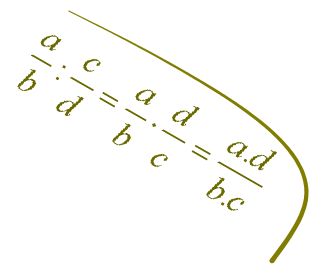 a/b : c/d = a/b . d/c = a.d/b.c